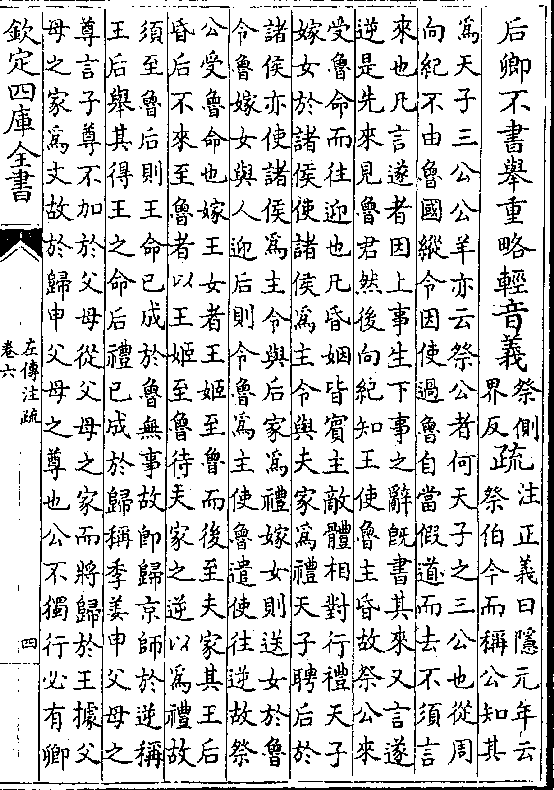 后卿不書舉重略輕音義祭側界反疏注正義曰隱元年云祭伯今而稱公知其
爲天子三公公羊亦云祭公者何天子之三公也從周
向紀不由魯國縱令因使過魯自當假道而去不須言
來也凡言遂者因上事生下事之辭旣書其來又言遂
逆是先來見魯君然後向紀知王使魯主昏故祭公來
受魯命而往迎也凡昏姻皆賓主敵體相對行禮天子
嫁女於諸侯使諸侯爲主令與夫家爲禮天子聘后於
諸侯亦使諸侯爲主令與后家爲禮嫁女則送女於魯
令魯嫁女與人迎后則令魯爲主使魯遣使往逆故祭
公受魯命也嫁王女者王姬至魯而後至夫家其王后
昏后不來至魯者以王姬至魯待夫家之逆以爲禮故
須至魯后則王命已成於魯無事故卽歸京師於逆稱
王后舉其得王之命后禮已成於歸稱季姜申父母之
尊言子尊不加於父母從父母之家而將歸於王據父
母之家爲文故於歸申父母之尊也公不獨行必有卿
欽定四庫全書
左傳注疏
卷六
四